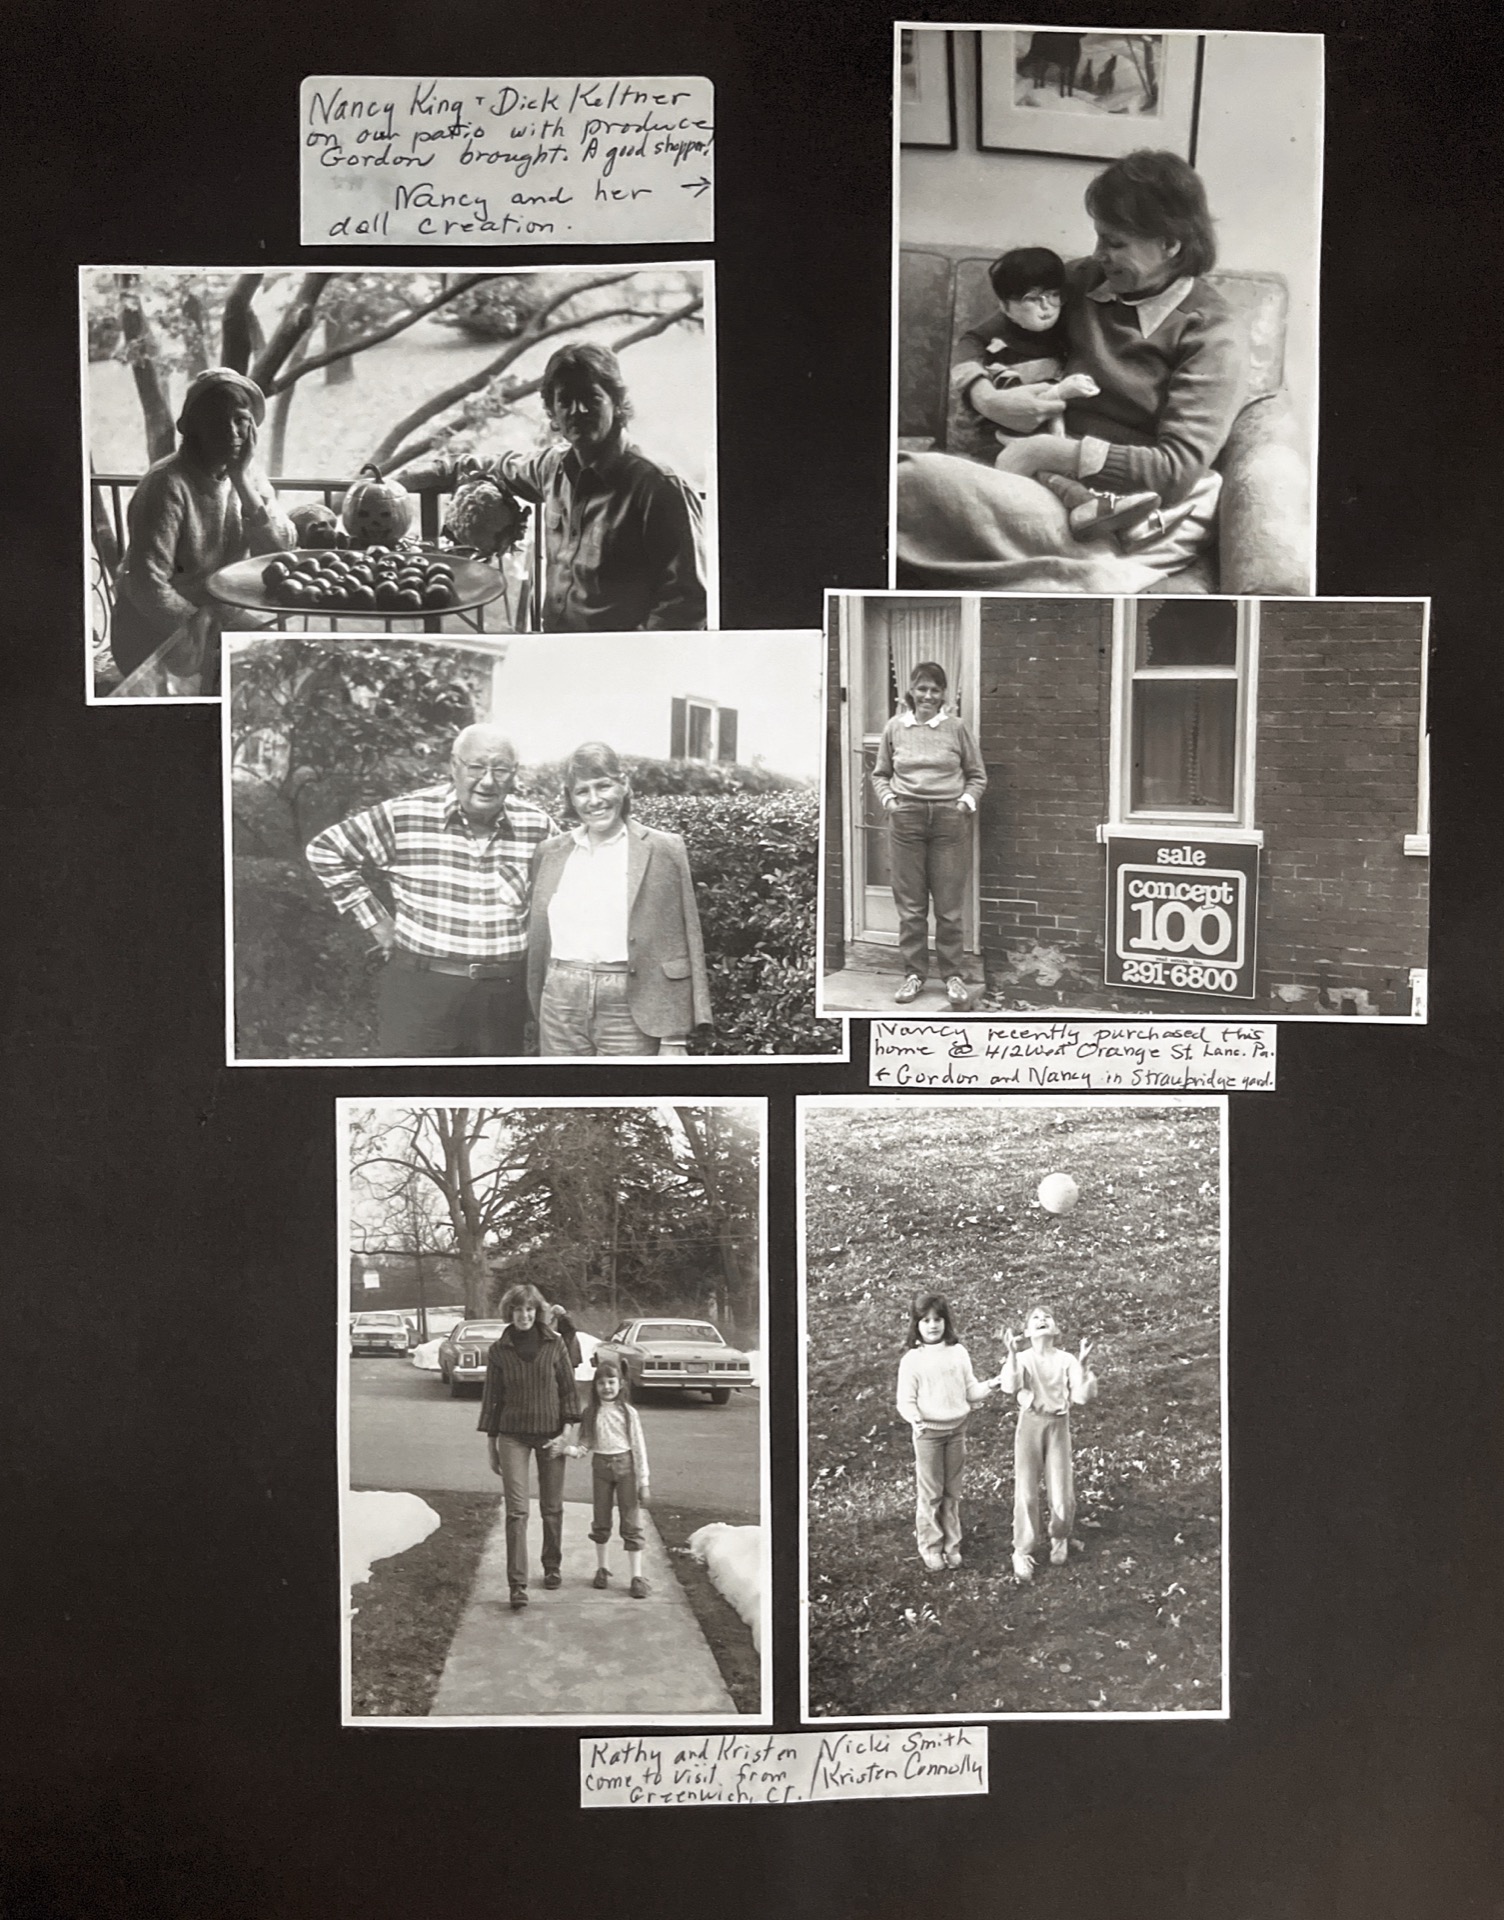 Nancy King + Dick Keltner
on our patio with produce
Gordon brought. A good shopper!
Nancy and her →
doll creation.
sale
concept
100
291-6800
Nancy recently purchased this
home @ 412 West Orange St. Lanc. Pa.
← Gordon and Nancy in Strawbridge yard.
Kathy and Kristen
come to visit from
Greenwich, CT.
/ Nicki Smith
Kristen Connolly